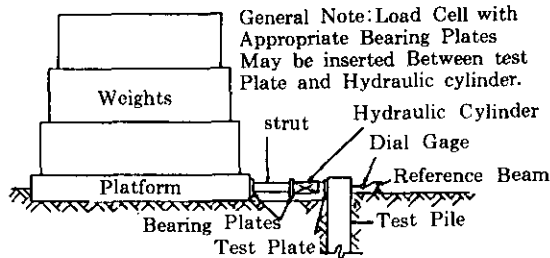 General Note:Load Cell with
Appropriate Bearing Plates
May be inserted Between test
Plate and Hydraulic cylinder.
Weights
Hydraulic Cylinder
strut
Dial Gage
Reference Beam
Platform
Bearing Plates
Test Pile
Test Plate